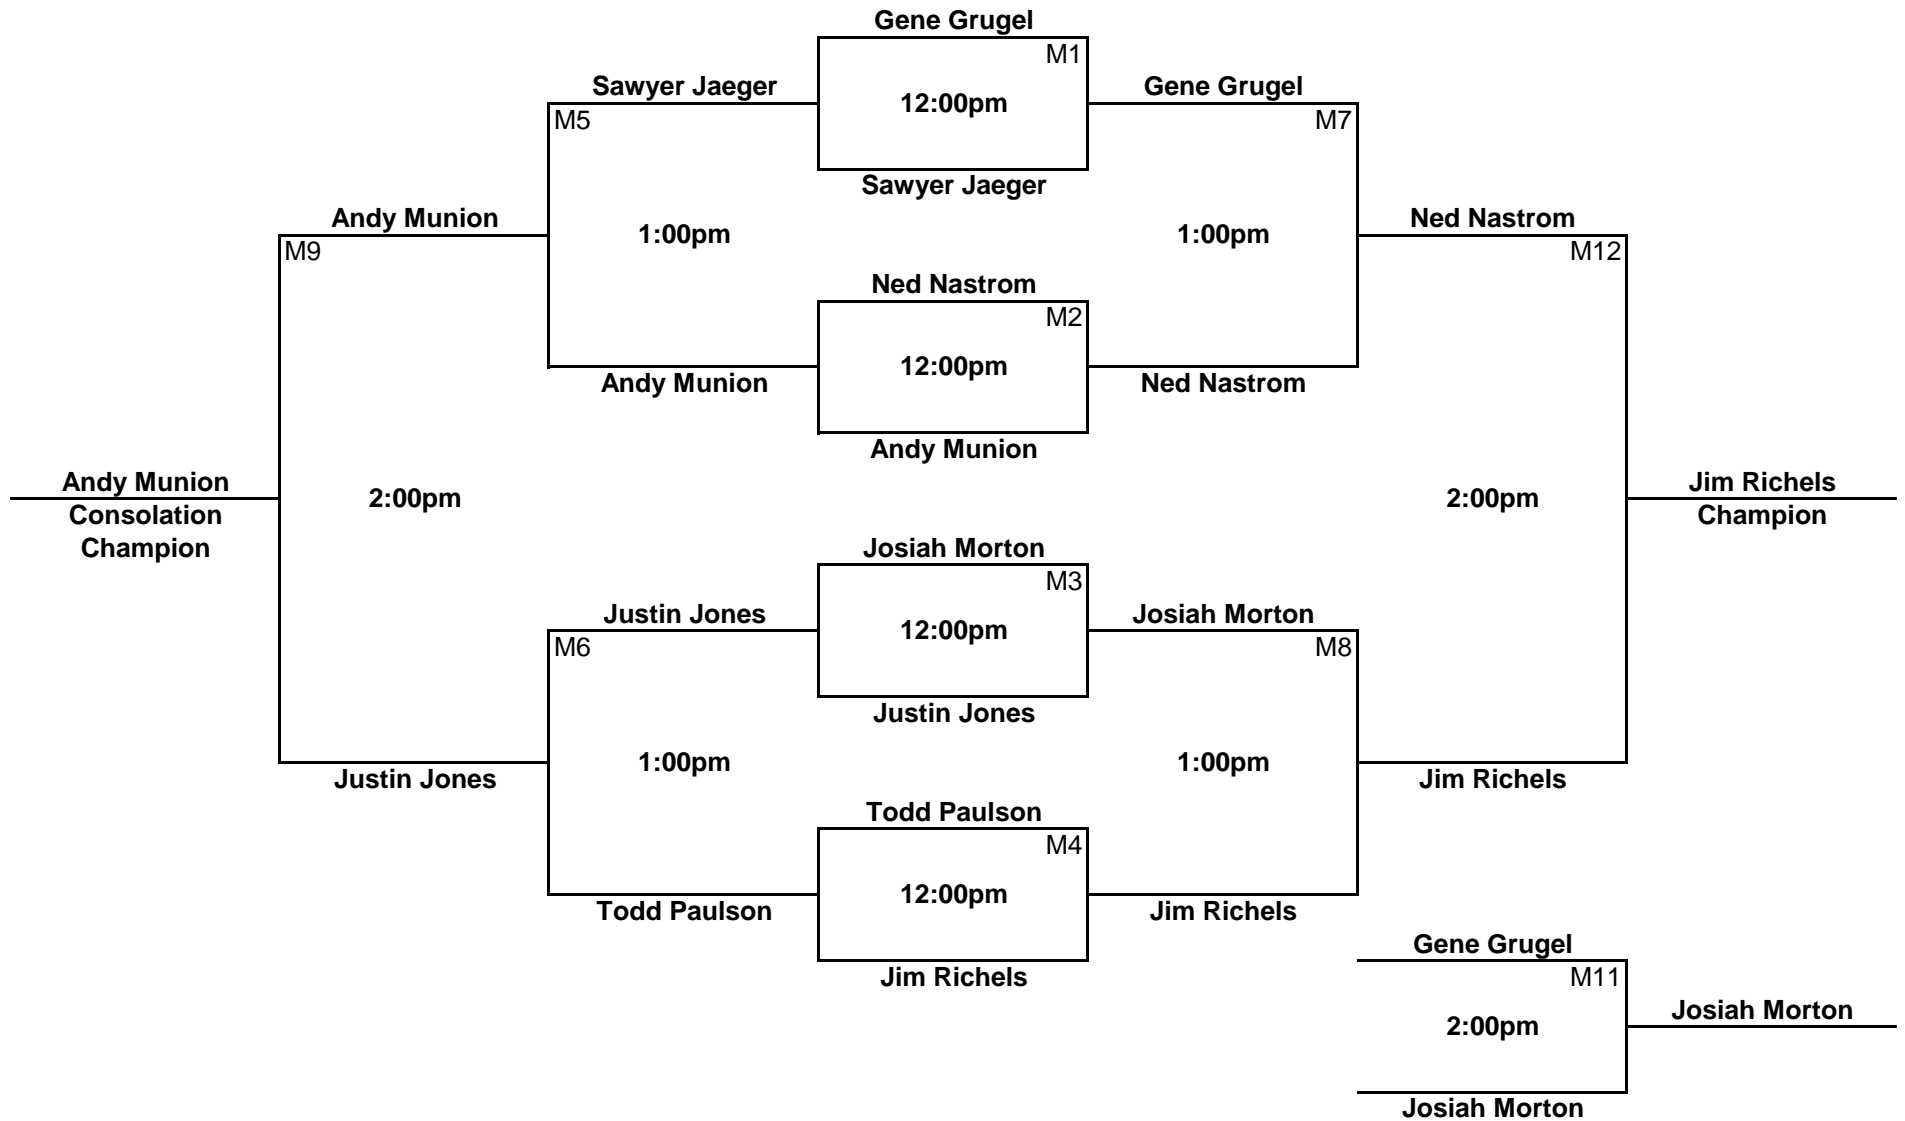 Gene Grugel
M1
Sawyer Jaeger
12:00pm
Gene Grugel
M5
M7
Sawyer Jaeger
Andy Munion
1:00pm
1:00pm
Ned Nastrom
M9
M12
Ned Nastrom
M2
12:00pm
Andy Munion
Ned Nastrom
Andy Munion
Andy Munion
2:00pm
2:00pm
Jim Richels
Consolation
Champion
Champion
Josiah Morton
M3
Justin Jones
12:00pm
Josiah Morton
M6
M8
Justin Jones
1:00pm
1:00pm
Justin Jones
Jim Richels
Todd Paulson
M4
12:00pm
Todd Paulson
Jim Richels
Gene Grugel
Jim Richels
M11
Josiah Morton
2:00pm
Josiah Morton